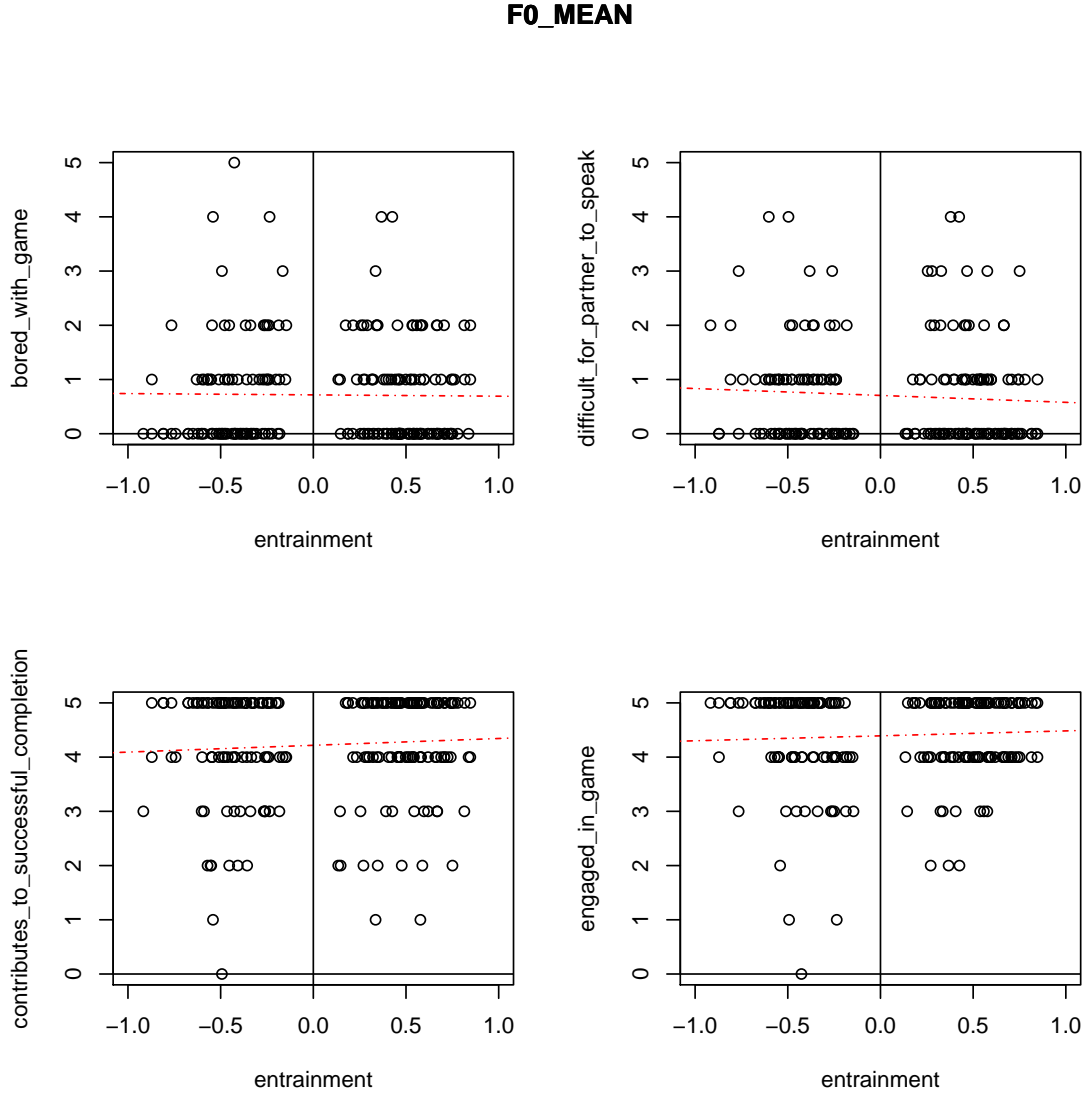 F0_MEAN
bored_with_game
0 1 2 3 4 5
−1.0 −0.5 0.0 0.5 1.0
entrainment
difficult_for_partner_to_speak
0 1 2 3 4 5
−1.0 −0.5 0.0 0.5 1.0
entrainment
contributes_to_successful_completion
0 1 2 3 4 5
−1.0 −0.5 0.0 0.5 1.0
entrainment
engaged_in_game
0 1 2 3 4 5
−1.0 −0.5 0.0 0.5 1.0
entrainment